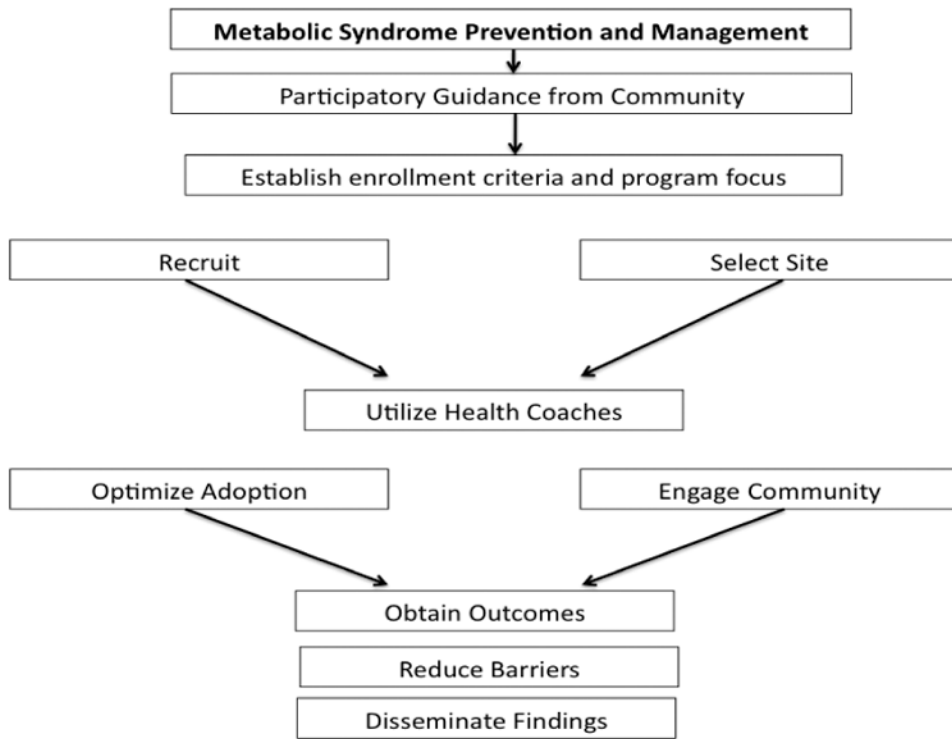 Metabolic Syndrome Prevention and Management
Participatory Guidance from Community
Establish enrollment criteria and program focus
Recruit
Select Site
Utilize Health Coaches
Optimize Adoption
Engage Community
Obtain Outcomes
Reduce Barriers
Disseminate Findings